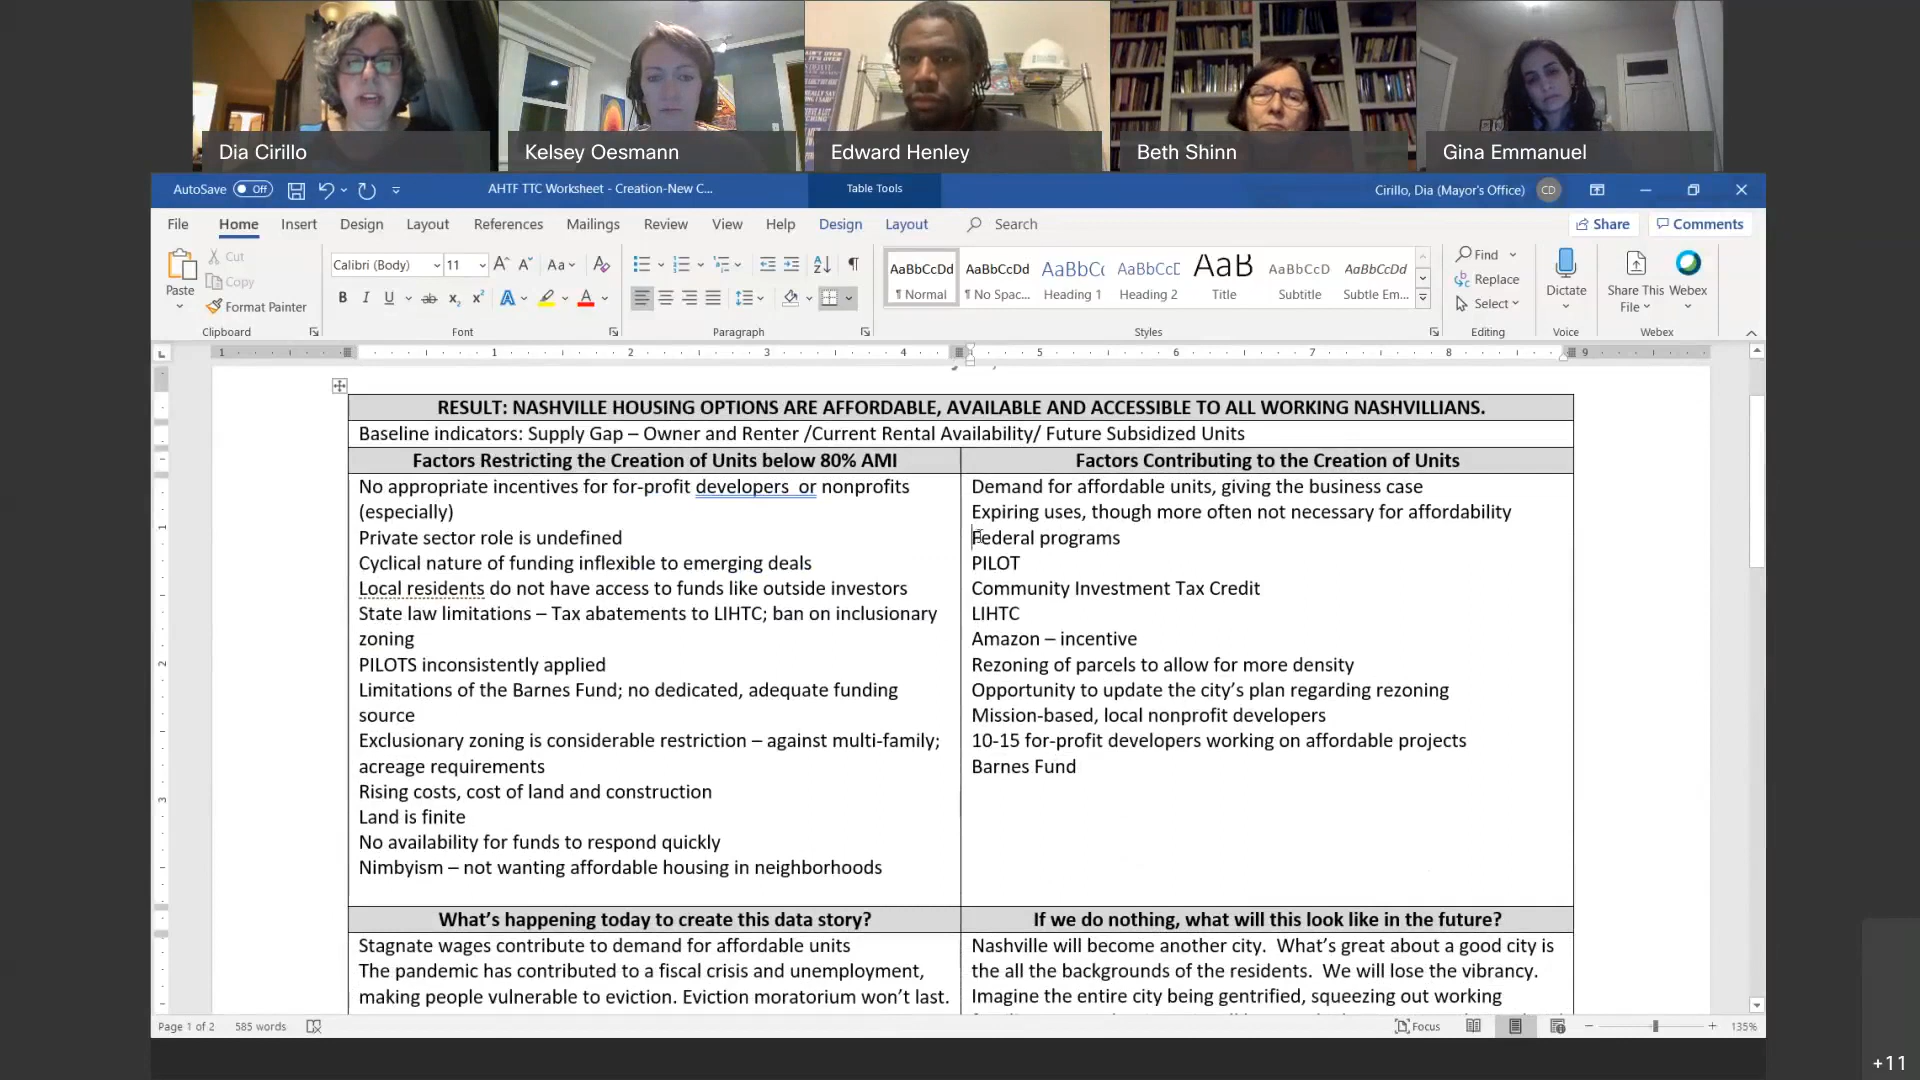 Dia Cirillo
Kelsey Oesmann
Edward Henley
Beth Shinn
Gina Emmanuel
AutoSave Off
AHTF TTC Worksheet - Creation-New C...
Table Tools
Cirillo, Dia (Mayor's Office) CD
File Home Insert Design Layout References Mailings Review View Help Design Layout Search Share Comments
Paste
Cut
Copy
Format Painter
Clipboard
Calibri (Body) 11
Font
Paragraph
AaBbCcDd AaBbCcDd AaBbCc AaBbCcD AaB AaBbCcD AaBbCcDd
¶ Normal ¶ No Spac... Heading 1 Heading 2 Title Subtitle Subtle Em...
Styles
Find
Replace
Select
Editing
Dictate
Voice
Share This File
Webex
Webex
1 1 2 3 4 5 6 7 8 9
RESULT: NASHVILLE HOUSING OPTIONS ARE AFFORDABLE, AVAILABLE AND ACCESSIBLE TO ALL WORKING NASHVILLIANS.
Baseline indicators: Supply Gap – Owner and Renter /Current Rental Availability/ Future Subsidized Units
Factors Restricting the Creation of Units below 80% AMI
No appropriate incentives for for-profit developers  or nonprofits
(especially)
Private sector role is undefined
Cyclical nature of funding inflexible to emerging deals
Local residents do not have access to funds like outside investors
State law limitations – Tax abatements to LIHTC; ban on inclusionary
zoning
PILOTS inconsistently applied
Limitations of the Barnes Fund; no dedicated, adequate funding
source
Exclusionary zoning is considerable restriction – against multi-family;
acreage requirements
Rising costs, cost of land and construction
Land is finite
No availability for funds to respond quickly
Nimbyism – not wanting affordable housing in neighborhoods
Factors Contributing to the Creation of Units
Demand for affordable units, giving the business case
Expiring uses, though more often not necessary for affordability
Federal programs
PILOT
Community Investment Tax Credit
LIHTC
Amazon – incentive
Rezoning of parcels to allow for more density
Opportunity to update the city's plan regarding rezoning
Mission-based, local nonprofit developers
10-15 for-profit developers working on affordable projects
Barnes Fund
What's happening today to create this data story?
Stagnate wages contribute to demand for affordable units
The pandemic has contributed to a fiscal crisis and unemployment,
making people vulnerable to eviction. Eviction moratorium won't last.
If we do nothing, what will this look like in the future?
Nashville will become another city.  What's great about a good city is
the all the backgrounds of the residents.  We will lose the vibrancy.
Imagine the entire city being gentrified, squeezing out working
Page 1 of 2 585 words
Focus
135%
+11